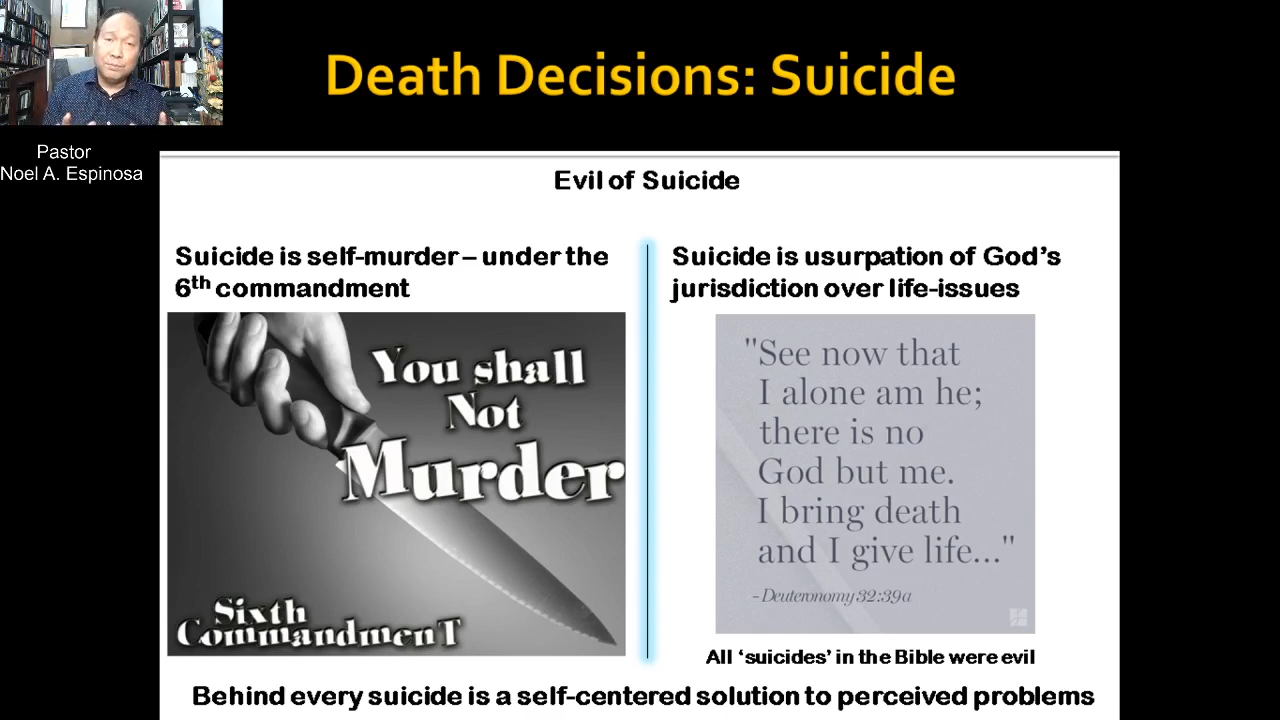 Death Decisions: Suicide
Pastor
Noel A. Espinosa
Evil of Suicide
Suicide is self-murder – under the
6th commandment
You shall
Not
Murder
Sixth
Commandment
Suicide is usurpation of God's
jurisdiction over life-issues
"See now that
I alone am he;
there is no
God but me.
I bring death
and I give life..."
- Deuteronomy 32:39a
All 'suicides' in the Bible were evil
Behind every suicide is a self-centered solution to perceived problems